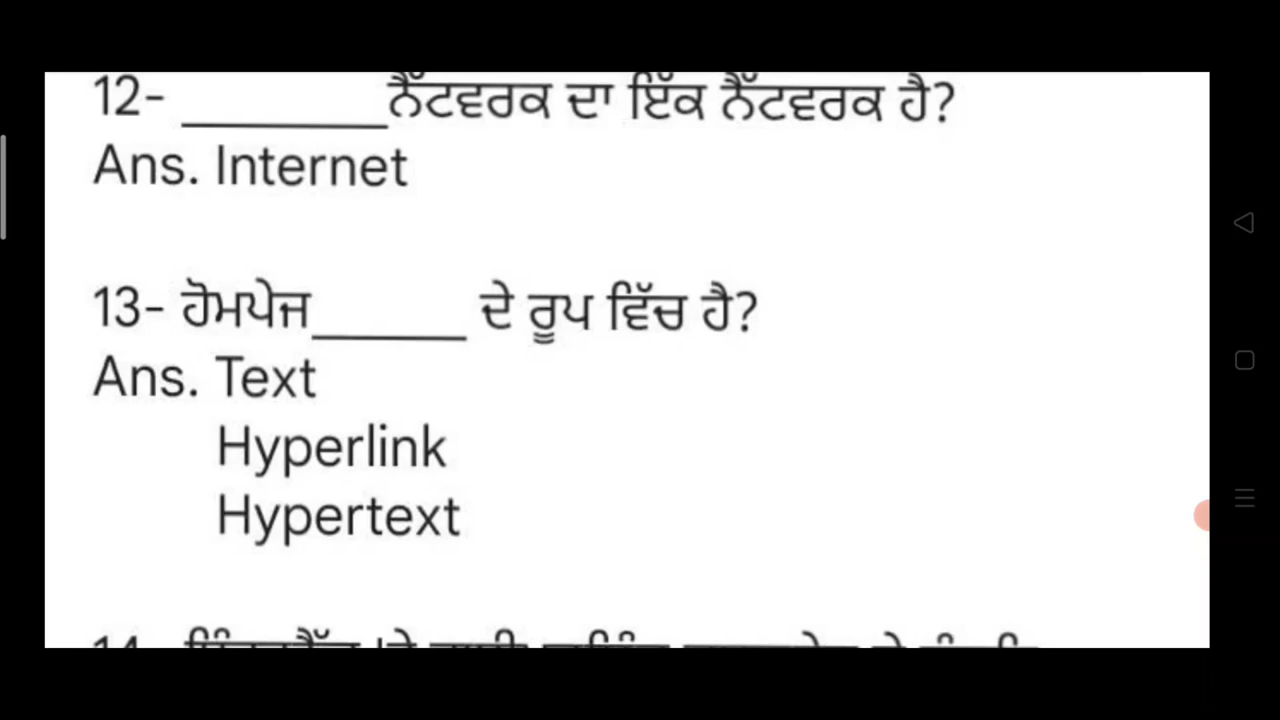 12- ________ਨੈੱਟਵਰਕ ਦਾ ਇੱਕ ਨੈੱਟਵਰਕ ਹੈ?
Ans. Internet
13- ਹੋਮਪੇਜ______ ਦੇ ਰੂਪ ਵਿੱਚ ਹੈ?
Ans. Text
Hyperlink
Hypertext